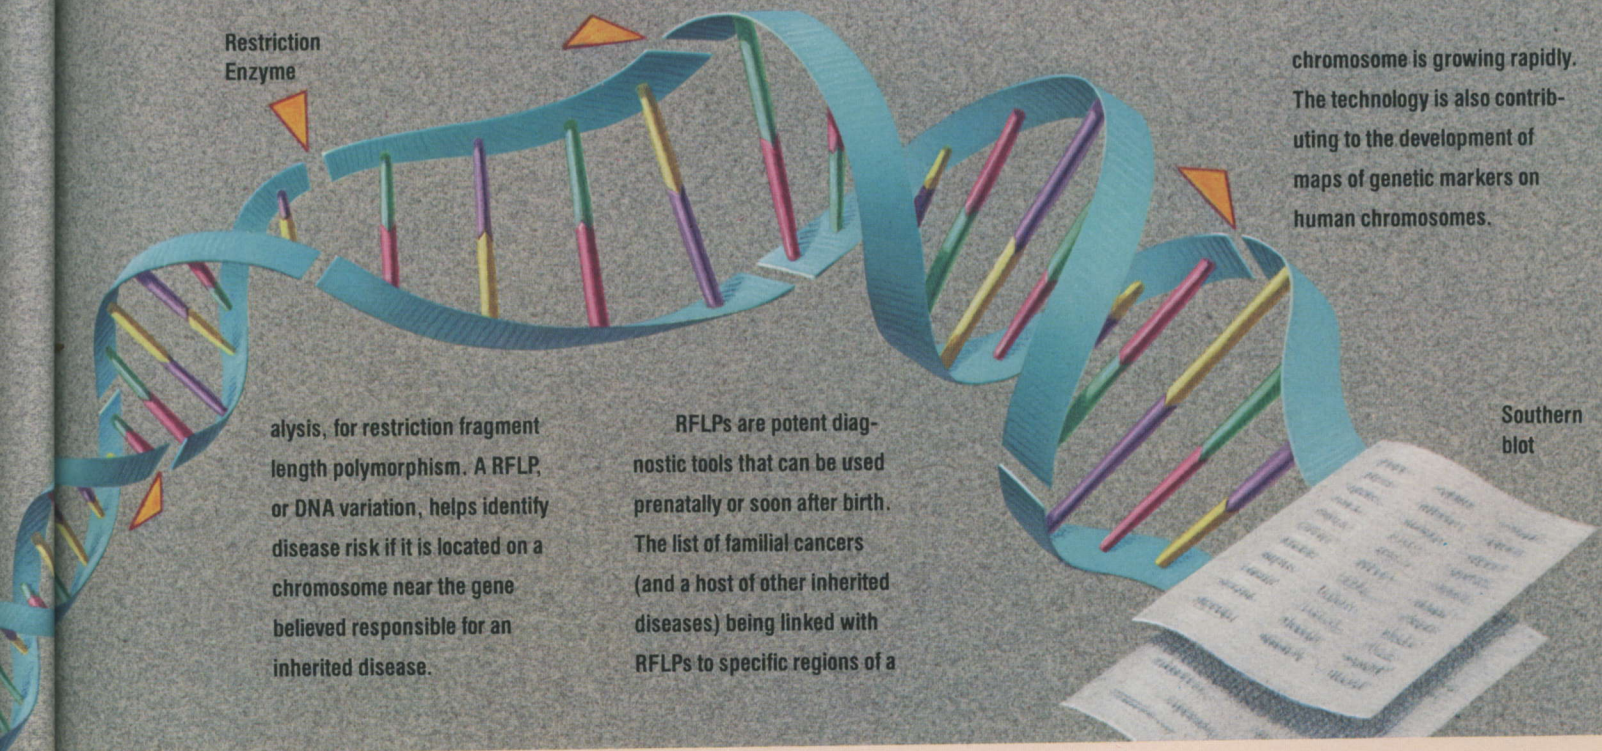 Restriction
Enzyme
alysis, for restriction fragment
length polymorphism. A RFLP,
or DNA variation, helps identify
disease risk if it is located on a
chromosome near the gene
believed responsible for an
inherited disease.
RFLPs are potent diag-
nostic tools that can be used
prenatally or soon after birth.
The list of familial cancers
(and a host of other inherited
diseases) being linked with
RFLPs to specific regions of a
chromosome is growing rapidly.
The technology is also contrib-
uting to the development of
maps of genetic markers on
human chromosomes.
Southern
blot